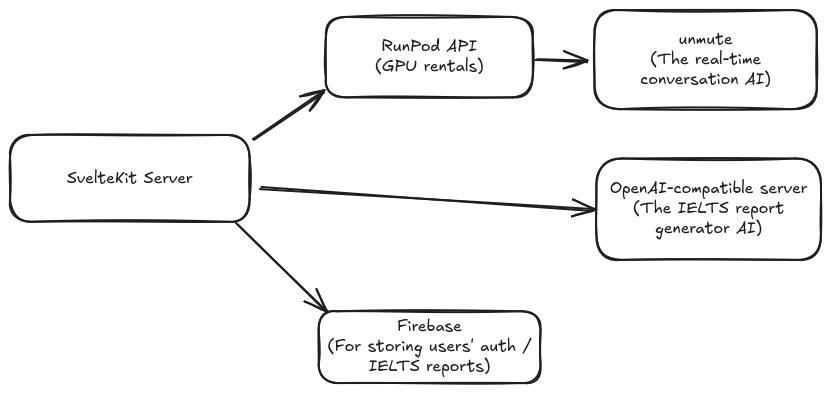 RunPod API
(GPU rentals)
unmute
(The real-time
conversation AI)
SvelteKit Server
OpenAI-compatible server
(The IELTS report
generator AI)
Firebase
(For storing users' auth /
IELTS reports)